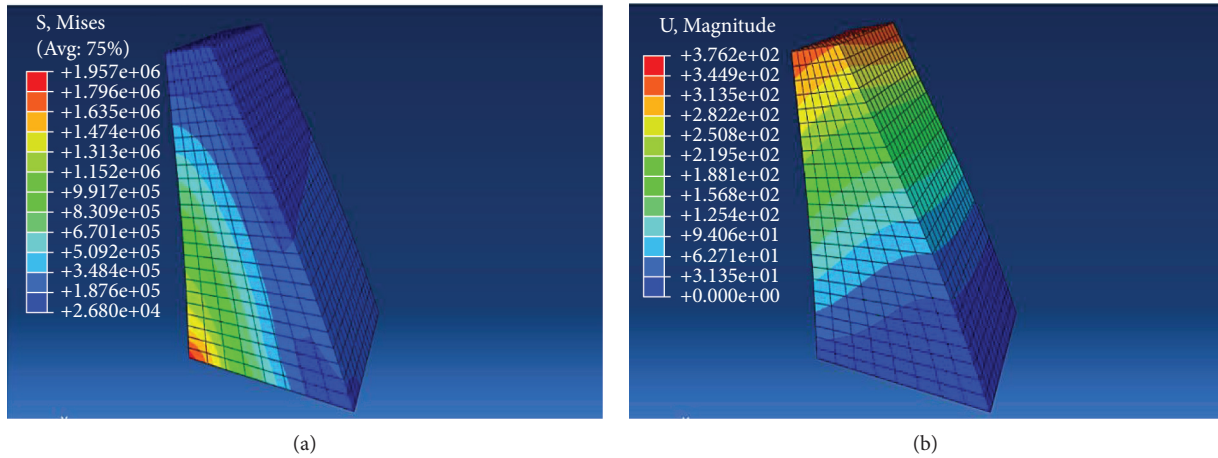 S, Mises
(Avg: 75%)
+1.957e+06
+1.796e+06
+1.635e+06
+1.474e+06
+1.313e+06
+1.152e+06
+9.917e+05
+8.309e+05
+6.701e+05
+5.092e+05
+3.484e+05
+1.876e+05
+2.680e+04
(a)
U, Magnitude
+3.762e+02
+3.449e+02
+3.135e+02
+2.822e+02
+2.508e+02
+2.195e+02
+1.881e+02
+1.568e+02
+1.254e+02
+9.406e+01
+6.271e+01
+3.135e+01
+0.000e+00
(b)